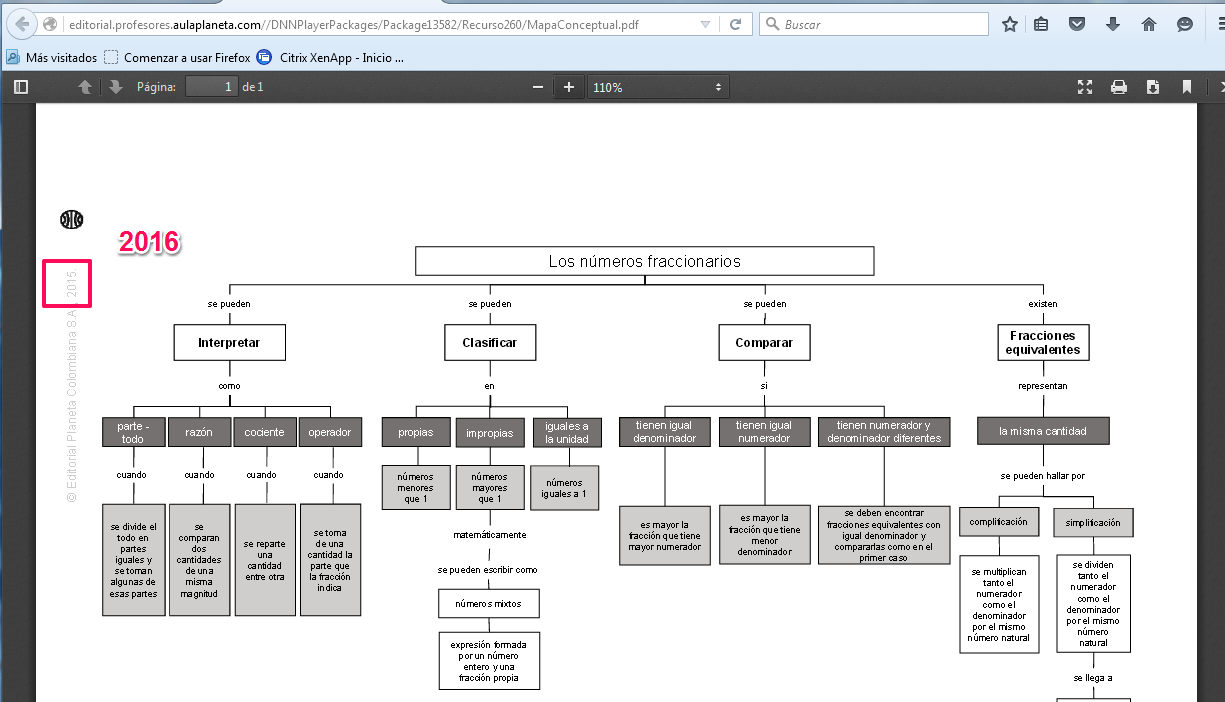 editorial.profesores.aulaplaneta.com//DNNPlayerPackages/Package13582/Recurso260/MapaConceptual.pdf
Buscar
Más visitados
Comenzar a usar Firefox
Citrix XenApp - Inicio ...
Página:
1
de 1
110%
2016
© Editorial Planeta Colombiana S.A., 2015.
Los números fraccionarios
se pueden
se pueden
se pueden
existen
Interpretar
Clasificar
Comparar
Fracciones
equivalentes
como
en
si
representan
parte -
todo
razón
cociente
operador
propias
impropias
iguales a
la unidad
tienen igual
denominador
tienen igual
numerador
tienen numerador y
denominador diferentes
la misma cantidad
cuando
cuando
cuando
cuando
se divide el
todo en
partes
iguales y
se toman
algunas de
esas partes
se
comparan
dos
cantidades
de una
misma
magnitud
se reparte
una
cantidad
entre otra
se toma
de una
cantidad la
parte que
la fracción
indica
números
menores
que 1
números
mayores
que 1
números
iguales a 1
matemáticamente
se pueden escribir como
números mixtos
expresión formada
por un número
entero y una
fracción propia
es mayor la
fracción que tiene
mayor numerador
es mayor la
fracción que tiene
menor
denominador
se deben encontrar
fracciones equivalentes con
igual denominador y
compararlas como en el
primer caso
se pueden hallar por
complificación
simplificación
se multiplican
tanto el
numerador
como el
denominador
por el mismo
número natural
se dividen
tanto el
numerador
como el
denominador
por el mismo
número
natural
se llega a